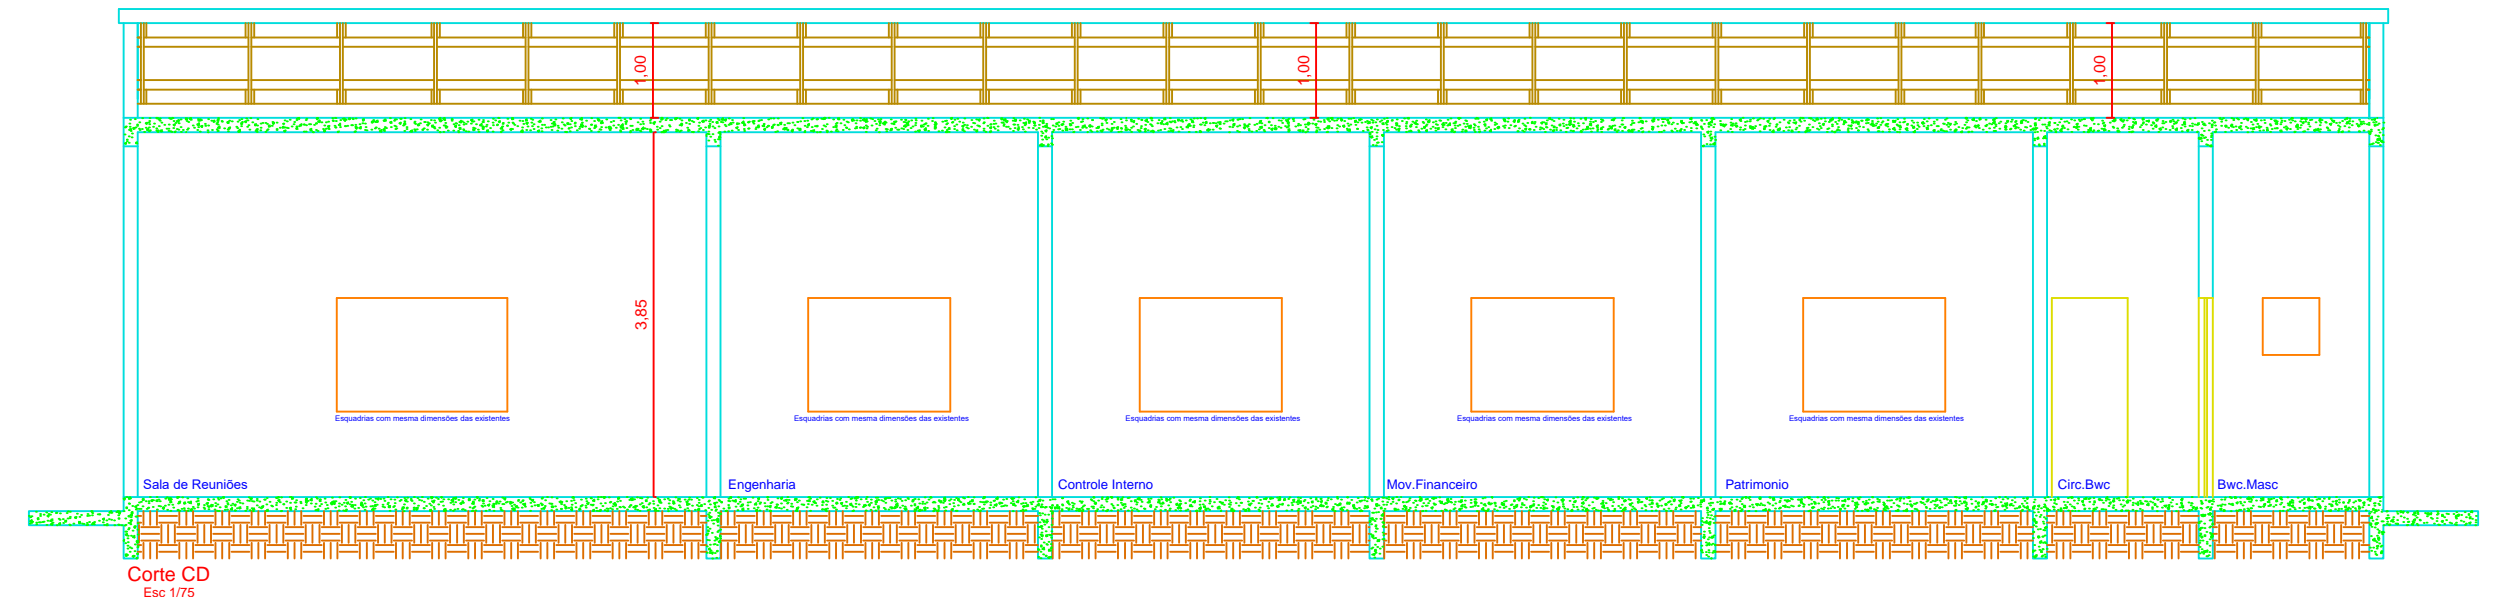 1,00
1,00
1,00
3,85
Esquadrias com mesma dimensões das existentes
Esquadrias com mesma dimensões das existentes
Esquadrias com mesma dimensões das existentes
Esquadrias com mesma dimensões das existentes
Esquadrias com mesma dimensões das existentes
Sala de Reuniões
Engenharia
Controle Interno
Mov.Financeiro
Patrimonio
Circ.Bwc
Bwc.Masc
Corte CD
Esc 1/75